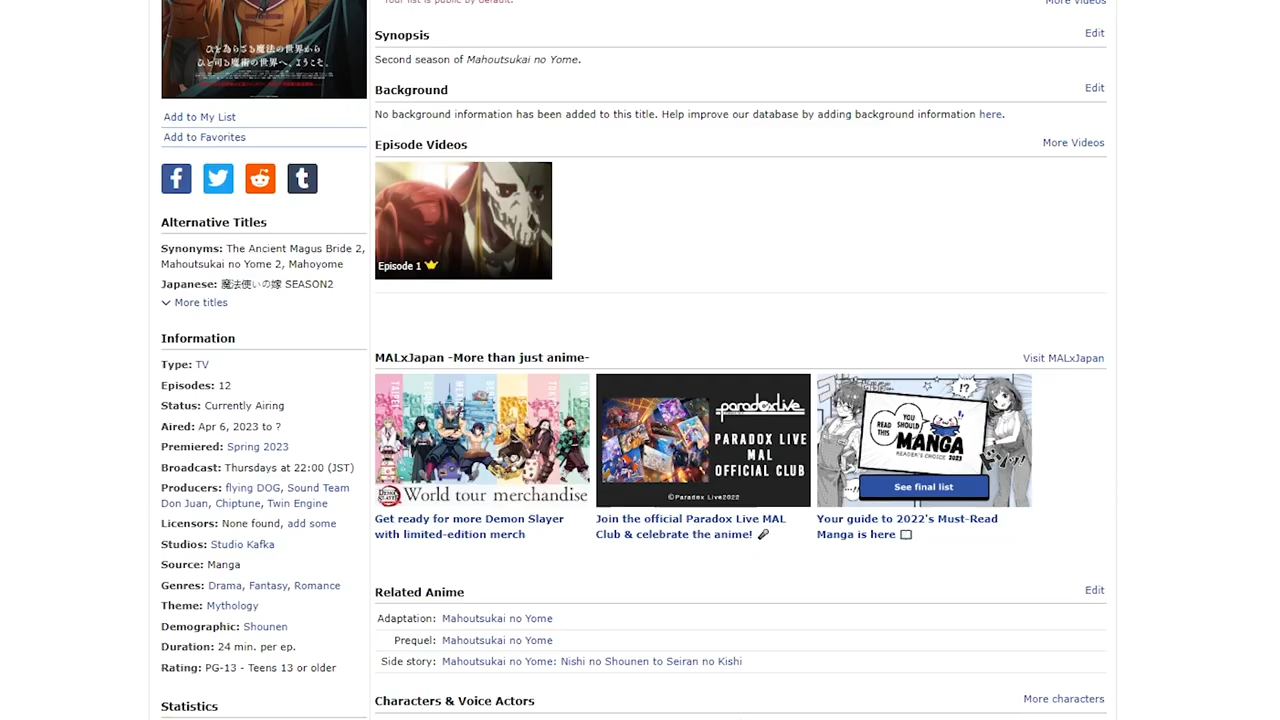 Your list is public by default.
More Videos
ひと為らざる魔法の世界から
ひと司る魔術の世界へ、ようこそ。
Add to My List
Add to Favorites
Alternative Titles
Synonyms: The Ancient Magus Bride 2,
Mahoutsukai no Yome 2, Mahoyome
Japanese: 魔法使いの嫁 SEASON2
More titles
Information
Type: TV
Episodes: 12
Status: Currently Airing
Aired: Apr 6, 2023 to ?
Premiered: Spring 2023
Broadcast: Thursdays at 22:00 (JST)
Producers: flying DOG, Sound Team
Don Juan, Chiptune, Twin Engine
Licensors: None found, add some
Studios: Studio Kafka
Source: Manga
Genres: Drama, Fantasy, Romance
Theme: Mythology
Demographic: Shounen
Duration: 24 min. per ep.
Rating: PG-13 - Teens 13 or older
Statistics
Synopsis
Edit
Second season of Mahoutsukai no Yome.
Background
Edit
No background information has been added to this title. Help improve our database by adding background information here.
Episode Videos
More Videos
Episode 1
MALxJapan -More than just anime-
Visit MALxJapan
World tour merchandise
Get ready for more Demon Slayer
with limited-edition merch
paradoxlive
PARADOX LIVE
MAL
OFFICIAL CLUB
©Paradox Live2022
Join the official Paradox Live MAL
Club & celebrate the anime!
!?
READ
THIS
YOU
SHOULD
MANGA
READER'S CHOICE 2023
ドソッ!
See final list
Your guide to 2022's Must-Read
Manga is here
Related Anime
Edit
Adaptation: Mahoutsukai no Yome
Prequel: Mahoutsukai no Yome
Side story: Mahoutsukai no Yome: Nishi no Shounen to Seiran no Kishi
Characters & Voice Actors
More characters